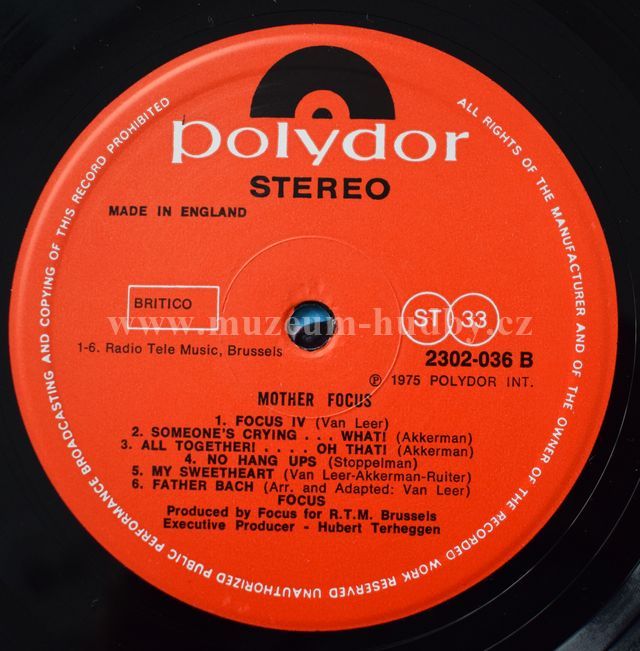 polydor
STEREO
MADE IN ENGLAND
BRITICO
ST 33
1-6. Radio Tele Music, Brussels
2302-036 B
Ⓟ 1975 POLYDOR INT.
MOTHER FOCUS
1. FOCUS IV (Van Leer)
2. SOMEONE'S CRYING . . . WHAT! (Akkerman)
3. ALL TOGETHER! . . . . OH THAT! (Akkerman)
4. NO HANG UPS (Stoppelman)
5. MY SWEETHEART (Van Leer-Akkerman-Ruiter)
6. FATHER BACH (Arr. and Adapted: Van Leer)
FOCUS
Produced by Focus for R.T.M. Brussels
Executive Producer - Hubert Terheggen
ALL RIGHTS OF THE MANUFACTURER AND OF THE OWNER OF THE RECORDED WORK RESERVED UNAUTHORIZED PUBLIC PERFORMANCE BROADCASTING AND COPYING OF THIS RECORD PROHIBITED
www.muzeum-hudby.cz